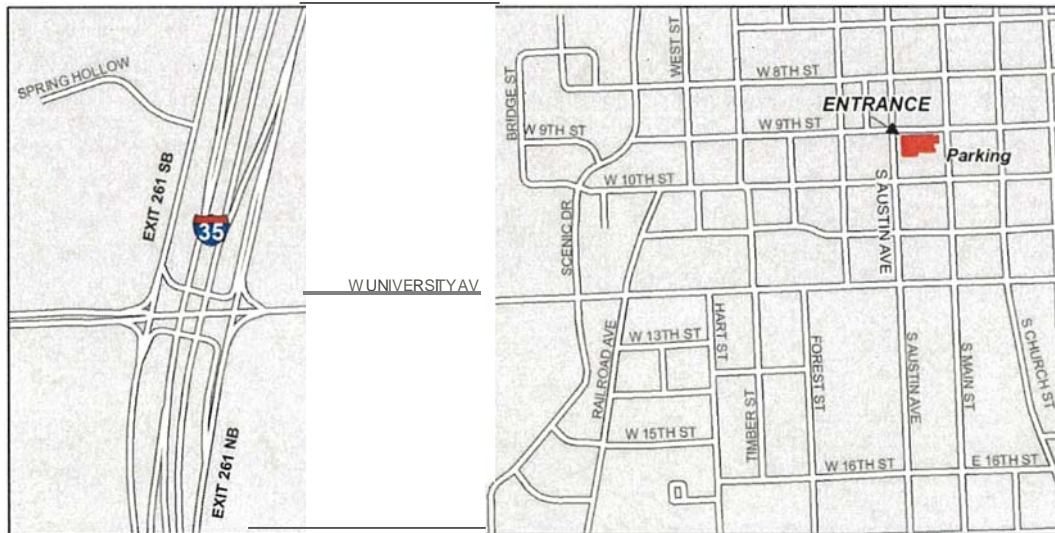 SPRING HOLLOW
EXIT 261 SB
35
EXIT 261 NB
W UNIVERSITY AV
BRIDGE ST
WEST ST
W 8TH ST
ENTRANCE
W 9TH ST
W 9TH ST
Parking
W 10TH ST
S AUSTIN AVE
SCENIC DR
RAILROAD AVE
W 13TH ST
HART ST
FOREST ST
S AUSTIN AVE
S MAIN ST
S CHURCH ST
TIMBER ST
W 15TH ST
W 16TH ST
E 16TH ST